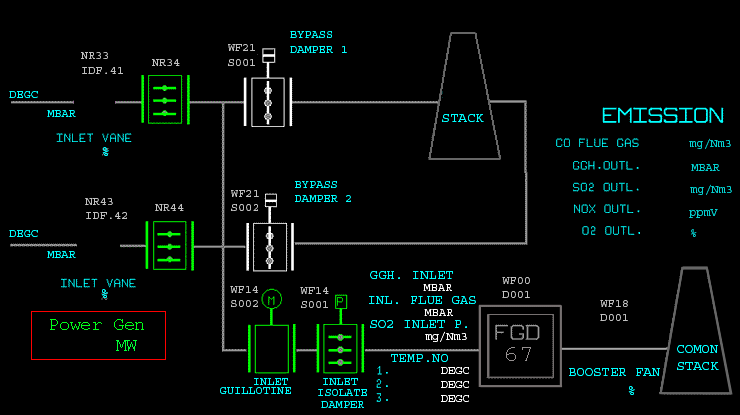 BYPASS
DAMPER 1
WF21
S001
NR33
IDF.41
NR34
DEGC
MBAR
INLET VANE
%
STACK
EMISSION
CO FLUE GAS mg/Nm3
GGH.OUTL. MBAR
SO2 OUTL. mg/Nm3
NOX OUTL. ppmV
O2 OUTL. %
BYPASS
DAMPER 2
WF21
S002
NR43
IDF.42
NR44
DEGC
MBAR
INLET VANE
%
Power Gen
MW
WF14
S002
M
WF14
S001
P
INLET
GUILLOTINE
INLET
ISOLATE
DAMPER
GGH. INLET
MBAR
INL. FLUE GAS
MBAR
SO2 INLET P.
mg/Nm3
TEMP.NO
1. DEGC
2. DEGC
3. DEGC
WF00
D001
FGD
67
WF18
D001
BOOSTER FAN
%
COMON
STACK